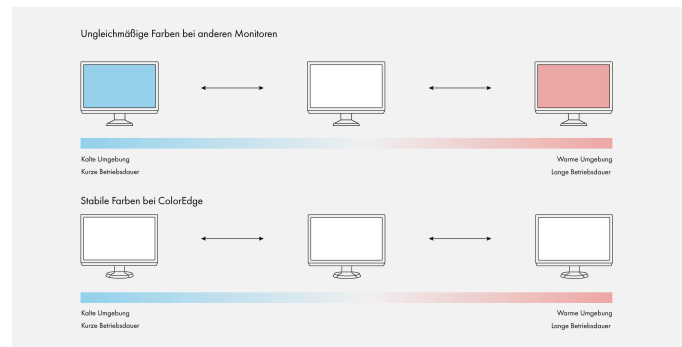 Ungleichmäßige Farben bei anderen Monitoren
Kalte Umgebung
Kurze Betriebsdauer
Warme Umgebung
Lange Betriebsdauer
Stabile Farben bei ColorEdge
Kalte Umgebung
Kurze Betriebsdauer
Warme Umgebung
Lange Betriebsdauer